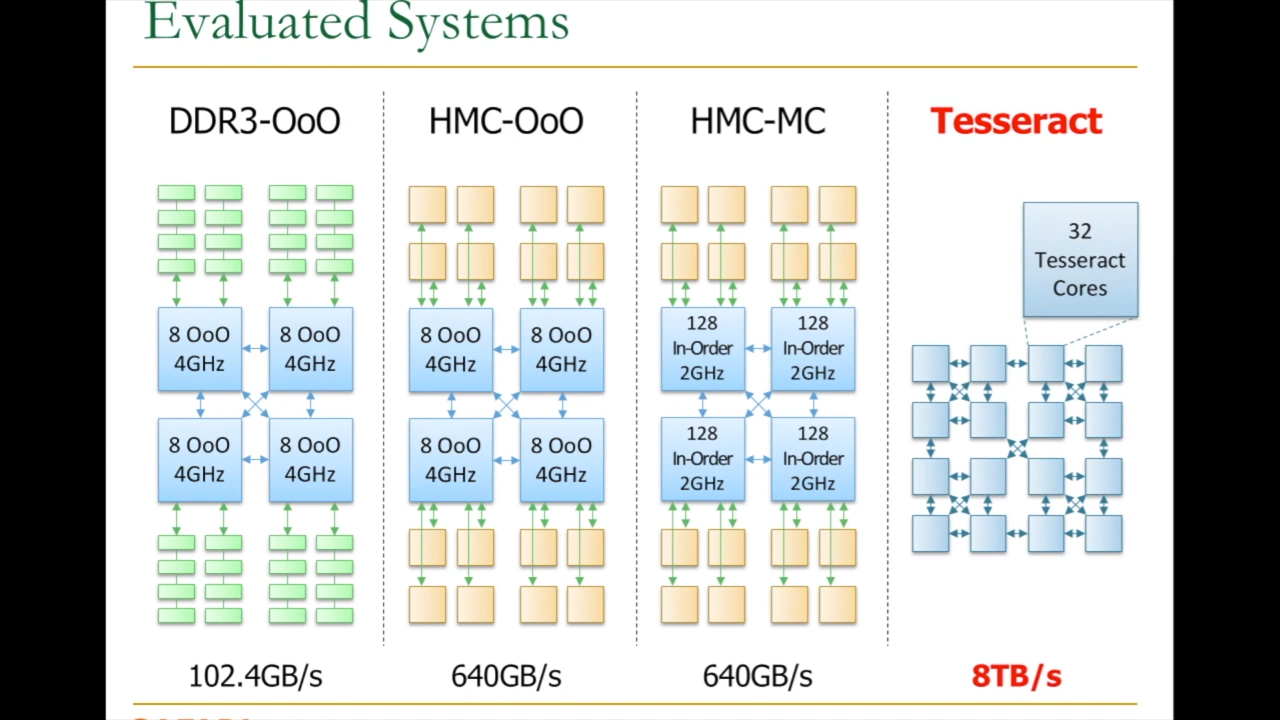 Evaluated Systems
DDR3-OoO
HMC-OoO
HMC-MC
Tesseract
8 OoO
4GHz
8 OoO
4GHz
8 OoO
4GHz
8 OoO
4GHz
8 OoO
4GHz
8 OoO
4GHz
8 OoO
4GHz
8 OoO
4GHz
128
In-Order
2GHz
128
In-Order
2GHz
128
In-Order
2GHz
128
In-Order
2GHz
32
Tesseract
Cores
102.4GB/s
640GB/s
640GB/s
8TB/s